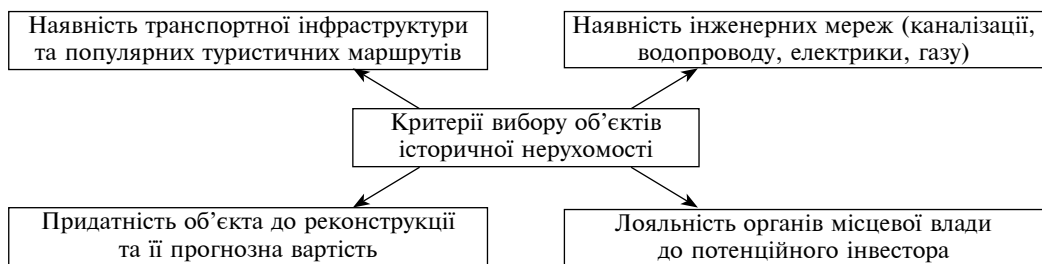 Наявність транспортної інфраструктури
та популярних туристичних маршрутів
Наявність інженерних мереж (каналізації,
водопроводу, електрики, газу)
Критерії вибору об’єктів
історичної нерухомості
Придатність об’єкта до реконструкції
та її прогнозна вартість
Лояльність органів місцевої влади
до потенційного інвестора